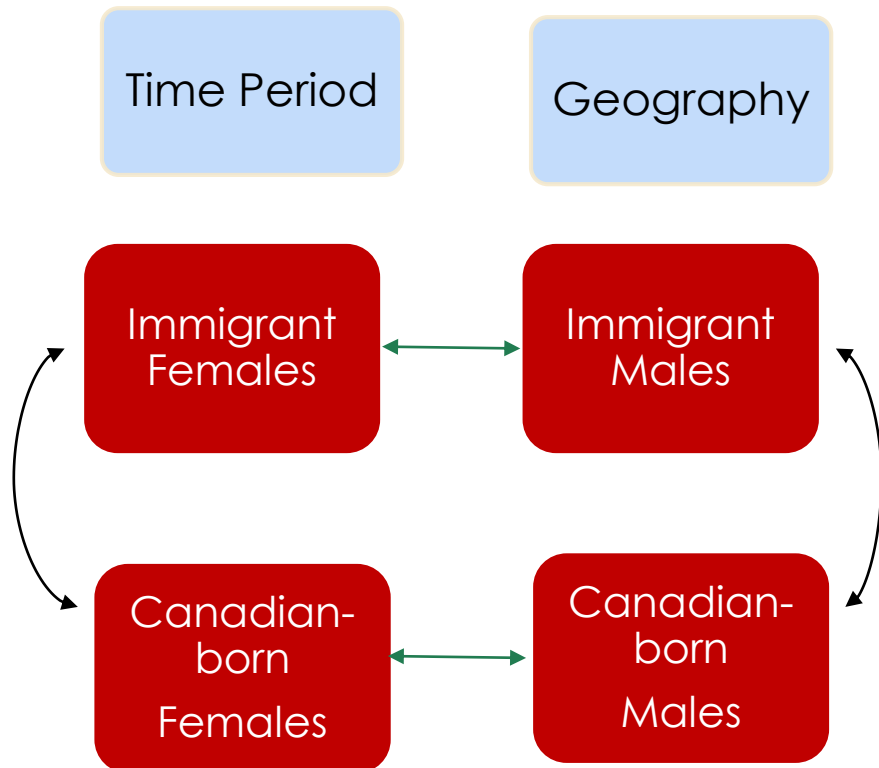 Time Period
Geography
Immigrant
Females
Immigrant
Males
Canadian-
born
Females
Canadian-
born
Males